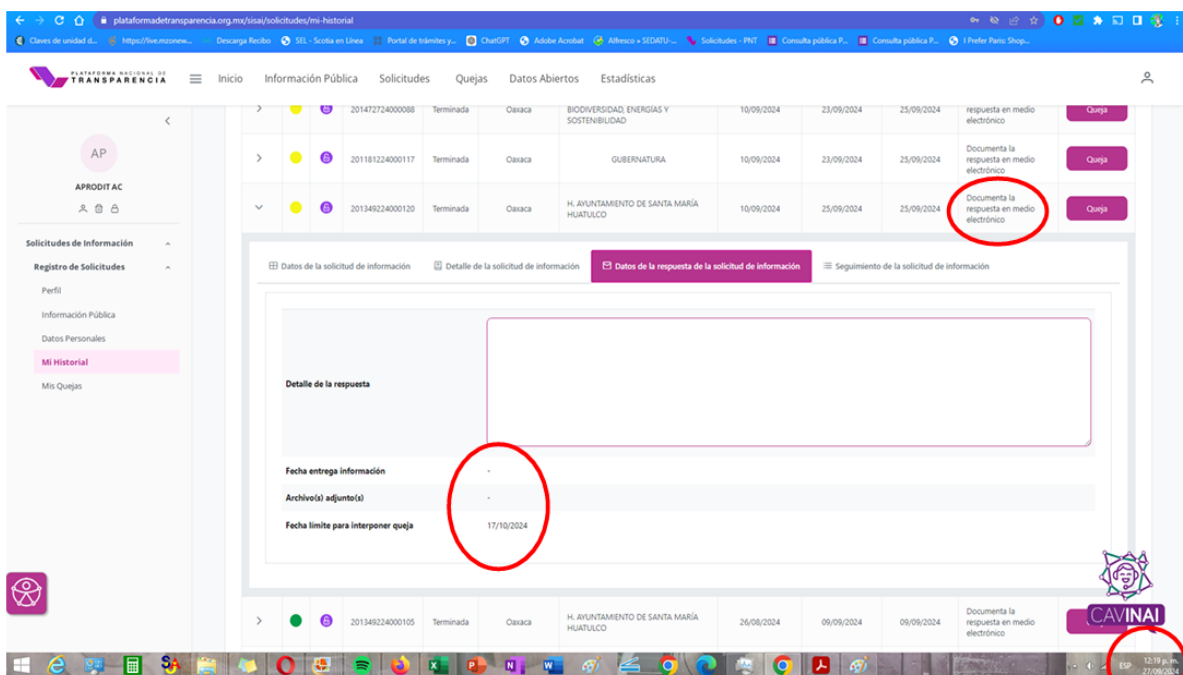 plataformadetransparencia.org.mx/sisai/solicitudes/mi-historial
Claves de unidad d... https://live.mzonew... Descarga Recibo SEL - Scotia en Línea Portal de trámites y... ChatGPT Adobe Acrobat Alfresco » SEDATU-... Solicitudes - PNT Consulta pública P... Consulta pública P... I Prefer Paris: Shop...
PLATAFORMA NACIONAL DE
TRANSPARENCIA
Inicio Información Pública Solicitudes Quejas Datos Abiertos Estadísticas
AP
APRODIT AC
Solicitudes de Información
Registro de Solicitudes
Perfil
Información Pública
Datos Personales
Mi Historial
Mis Quejas
201472724000088 Terminada Oaxaca BIODIVERSIDAD, ENERGÍAS Y 10/09/2024 23/09/2024 25/09/2024 respuesta en medio Queja
SOSTENIBILIDAD electrónico
Documenta la
201181224000117 Terminada Oaxaca GUBERNATURA 10/09/2024 23/09/2024 25/09/2024 respuesta en medio Queja
electrónico
Documenta la
201349224000120 Terminada Oaxaca H. AYUNTAMIENTO DE SANTA MARÍA 10/09/2024 25/09/2024 25/09/2024 respuesta en medio Queja
HUATULCO electrónico
Datos de la solicitud de información Detalle de la solicitud de información Datos de la respuesta de la solicitud de información Seguimiento de la solicitud de información
Detalle de la respuesta
Fecha entrega información -
Archivo(s) adjunto(s) -
Fecha límite para interponer queja 17/10/2024
Documenta la
201349224000105 Terminada Oaxaca H. AYUNTAMIENTO DE SANTA MARÍA 26/08/2024 09/09/2024 09/09/2024 respuesta en medio
HUATULCO electrónico
CAVINAI
ESP 12:19 p. m.
27/09/2024